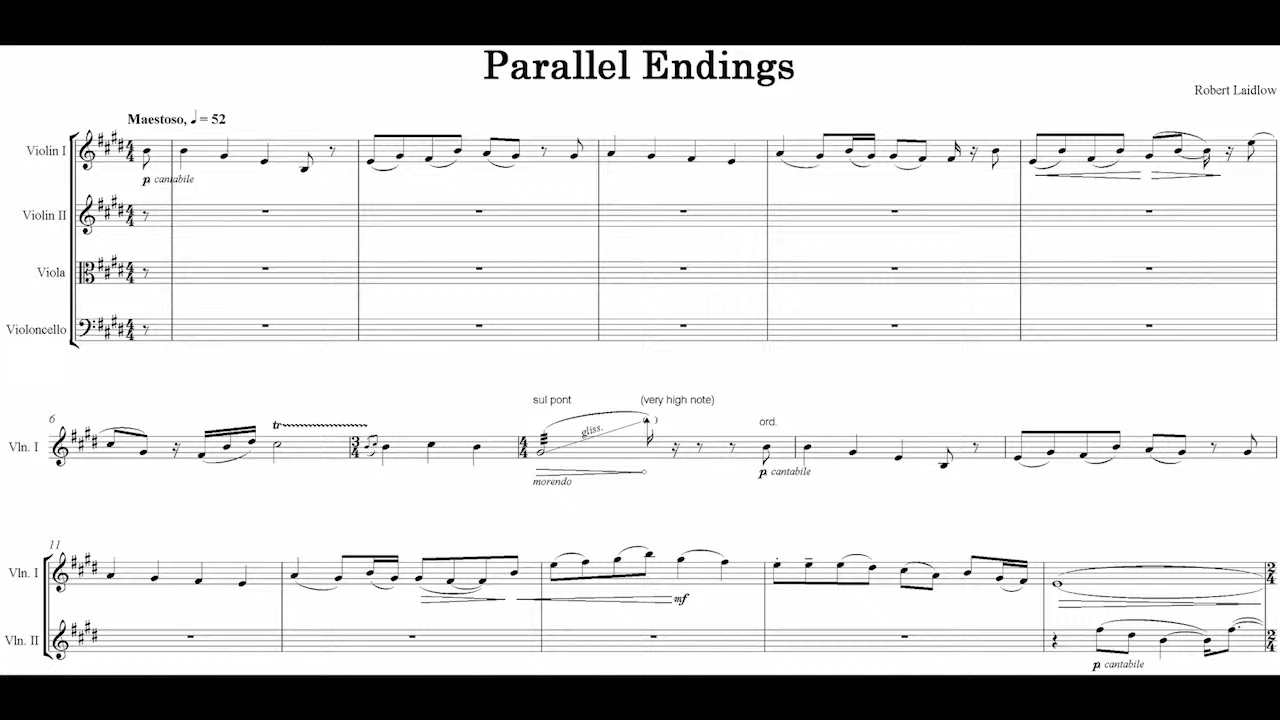 Parallel Endings
Robert Laidlow
Maestoso, ♩ = 52
Violin I
p cantabile
Violin II
Viola
Violoncello
6
sul pont
(very high note)
ord.
tr
gliss.
Vln. I
p cantabile
morendo
11
Vln. I
mf
Vln. II
p cantabile